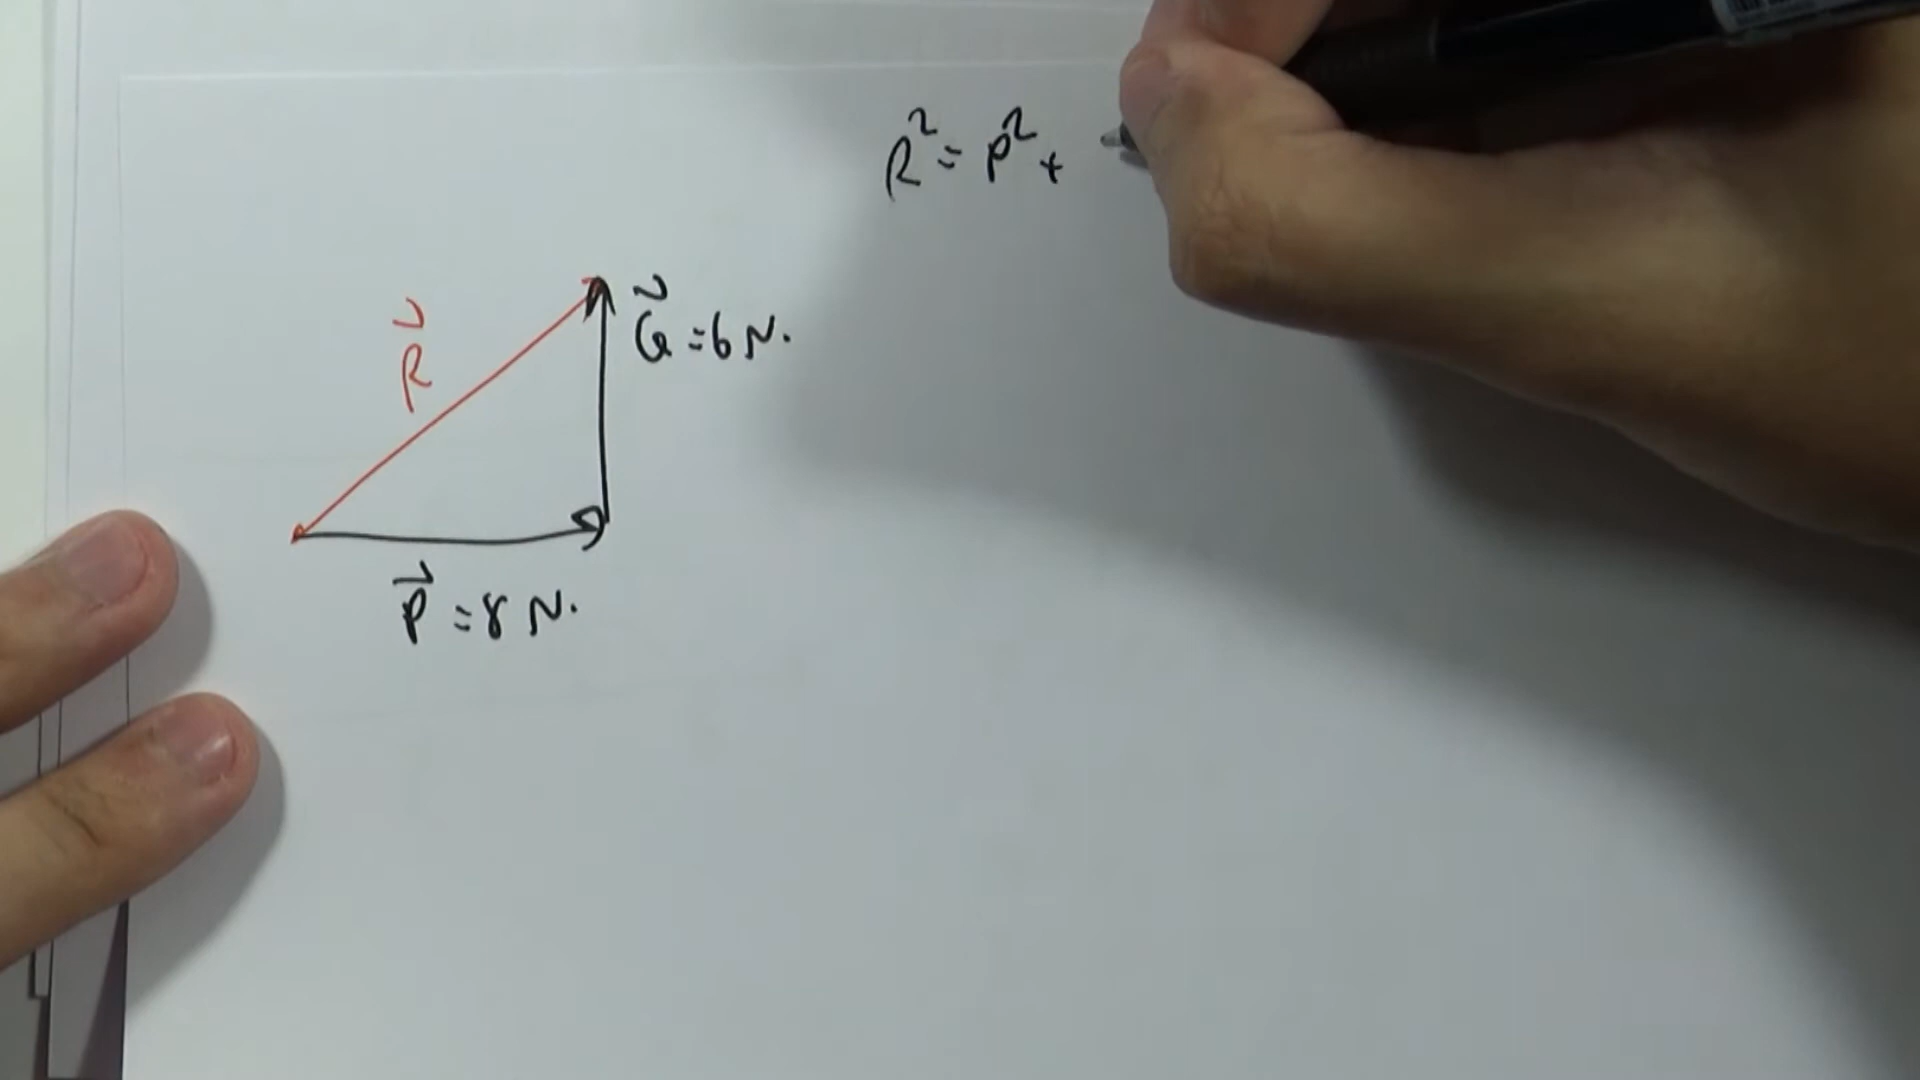 R² = P² +
R⃗
G⃗ = 6 N.
P⃗ = 8 N.